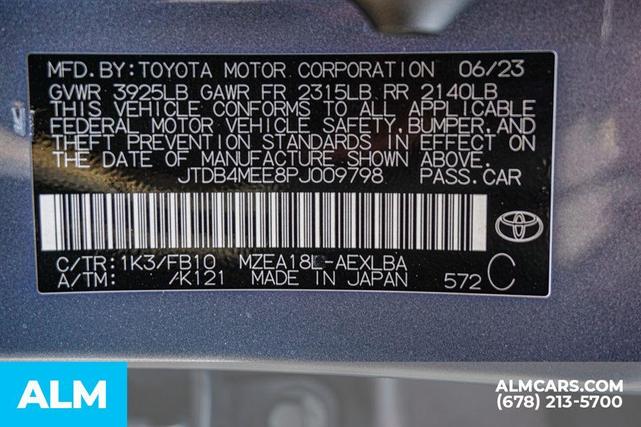 MFD.BY:TOYOTA MOTOR CORPORATION 06/23
GVWR 3925LB GAWR FR 2315LB RR 2140LB
THIS VEHICLE CONFORMS TO ALL APPLICABLE
FEDERAL MOTOR VEHICLE SAFETY,BUMPER,AND
THEFT PREVENTION STANDARDS IN EFFECT ON
THE DATE OF MANUFACTURE SHOWN ABOVE.
JTDB4MEE8PJ009798 PASS.CAR
C/TR:1K3/FB10 MZEA18L-AEXLBA
A/TM: /K121 MADE IN JAPAN 572 C
ALM
ALMCARS.COM
(678) 213-5700